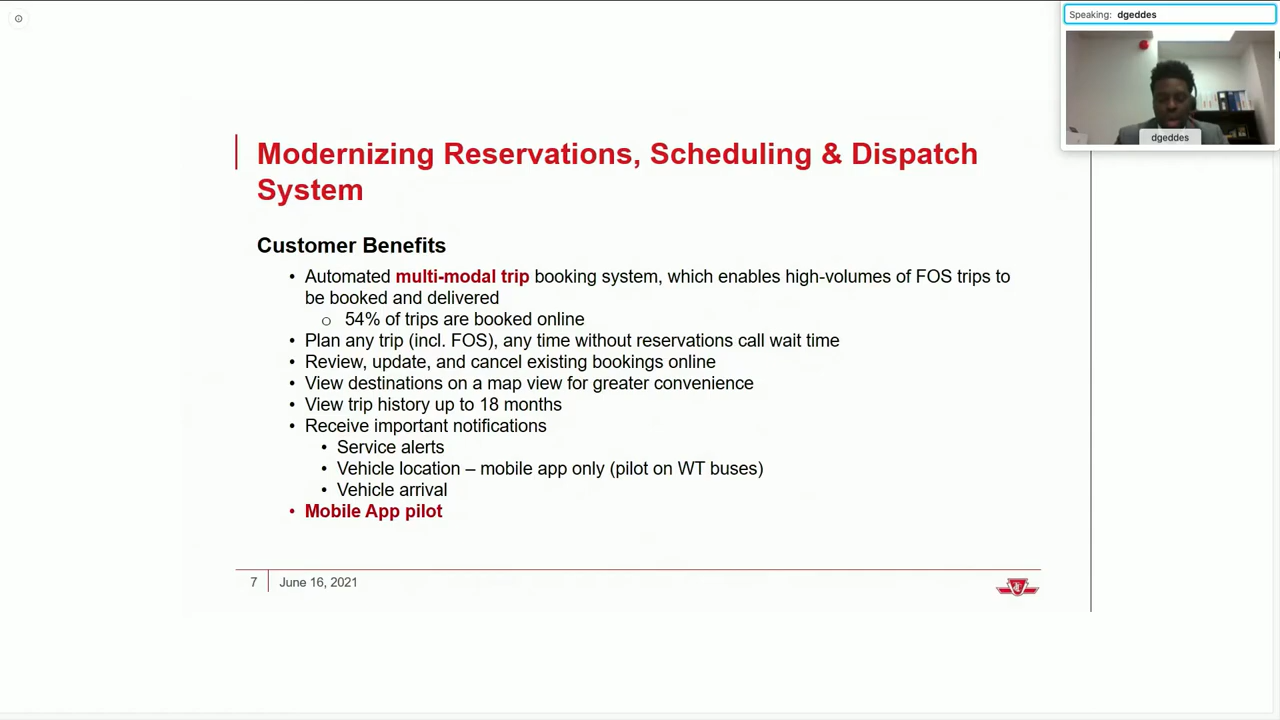 Speaking: dgeddes
dgeddes
Modernizing Reservations, Scheduling & Dispatch
System
Customer Benefits
• Automated multi-modal trip booking system, which enables high-volumes of FOS trips to
be booked and delivered
o 54% of trips are booked online
• Plan any trip (incl. FOS), any time without reservations call wait time
• Review, update, and cancel existing bookings online
• View destinations on a map view for greater convenience
• View trip history up to 18 months
• Receive important notifications
• Service alerts
• Vehicle location – mobile app only (pilot on WT buses)
• Vehicle arrival
• Mobile App pilot
7 June 16, 2021